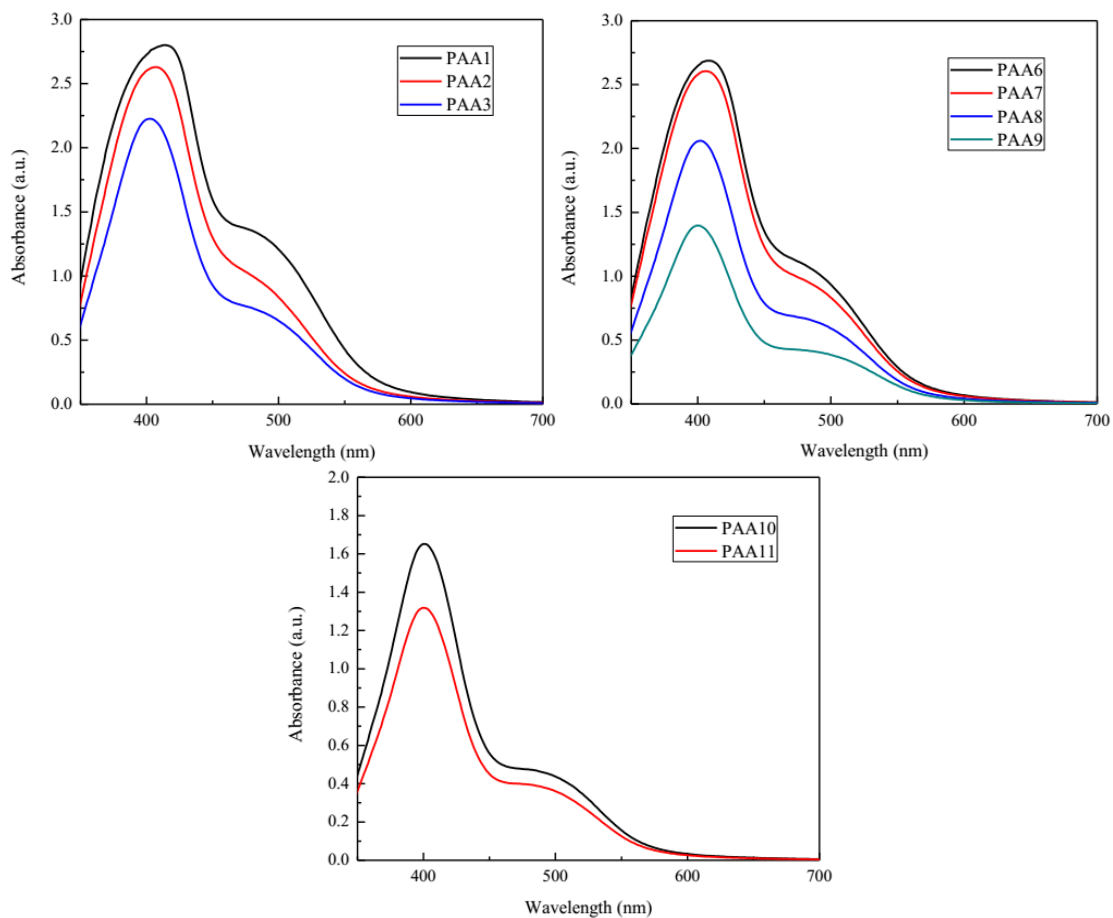 3.0
2.5
2.0
1.5
1.0
0.5
0.0
Absorbance (a.u.)
PAA1
PAA2
PAA3
400
500
600
700
Wavelength (nm)
3.0
2.5
2.0
1.5
1.0
0.5
0.0
Absorbance (a.u.)
PAA6
PAA7
PAA8
PAA9
400
500
600
700
Wavelength (nm)
2.0
1.8
1.6
1.4
1.2
1.0
0.8
0.6
0.4
0.2
0.0
Absorbance (a.u.)
PAA10
PAA11
400
500
600
700
Wavelength (nm)